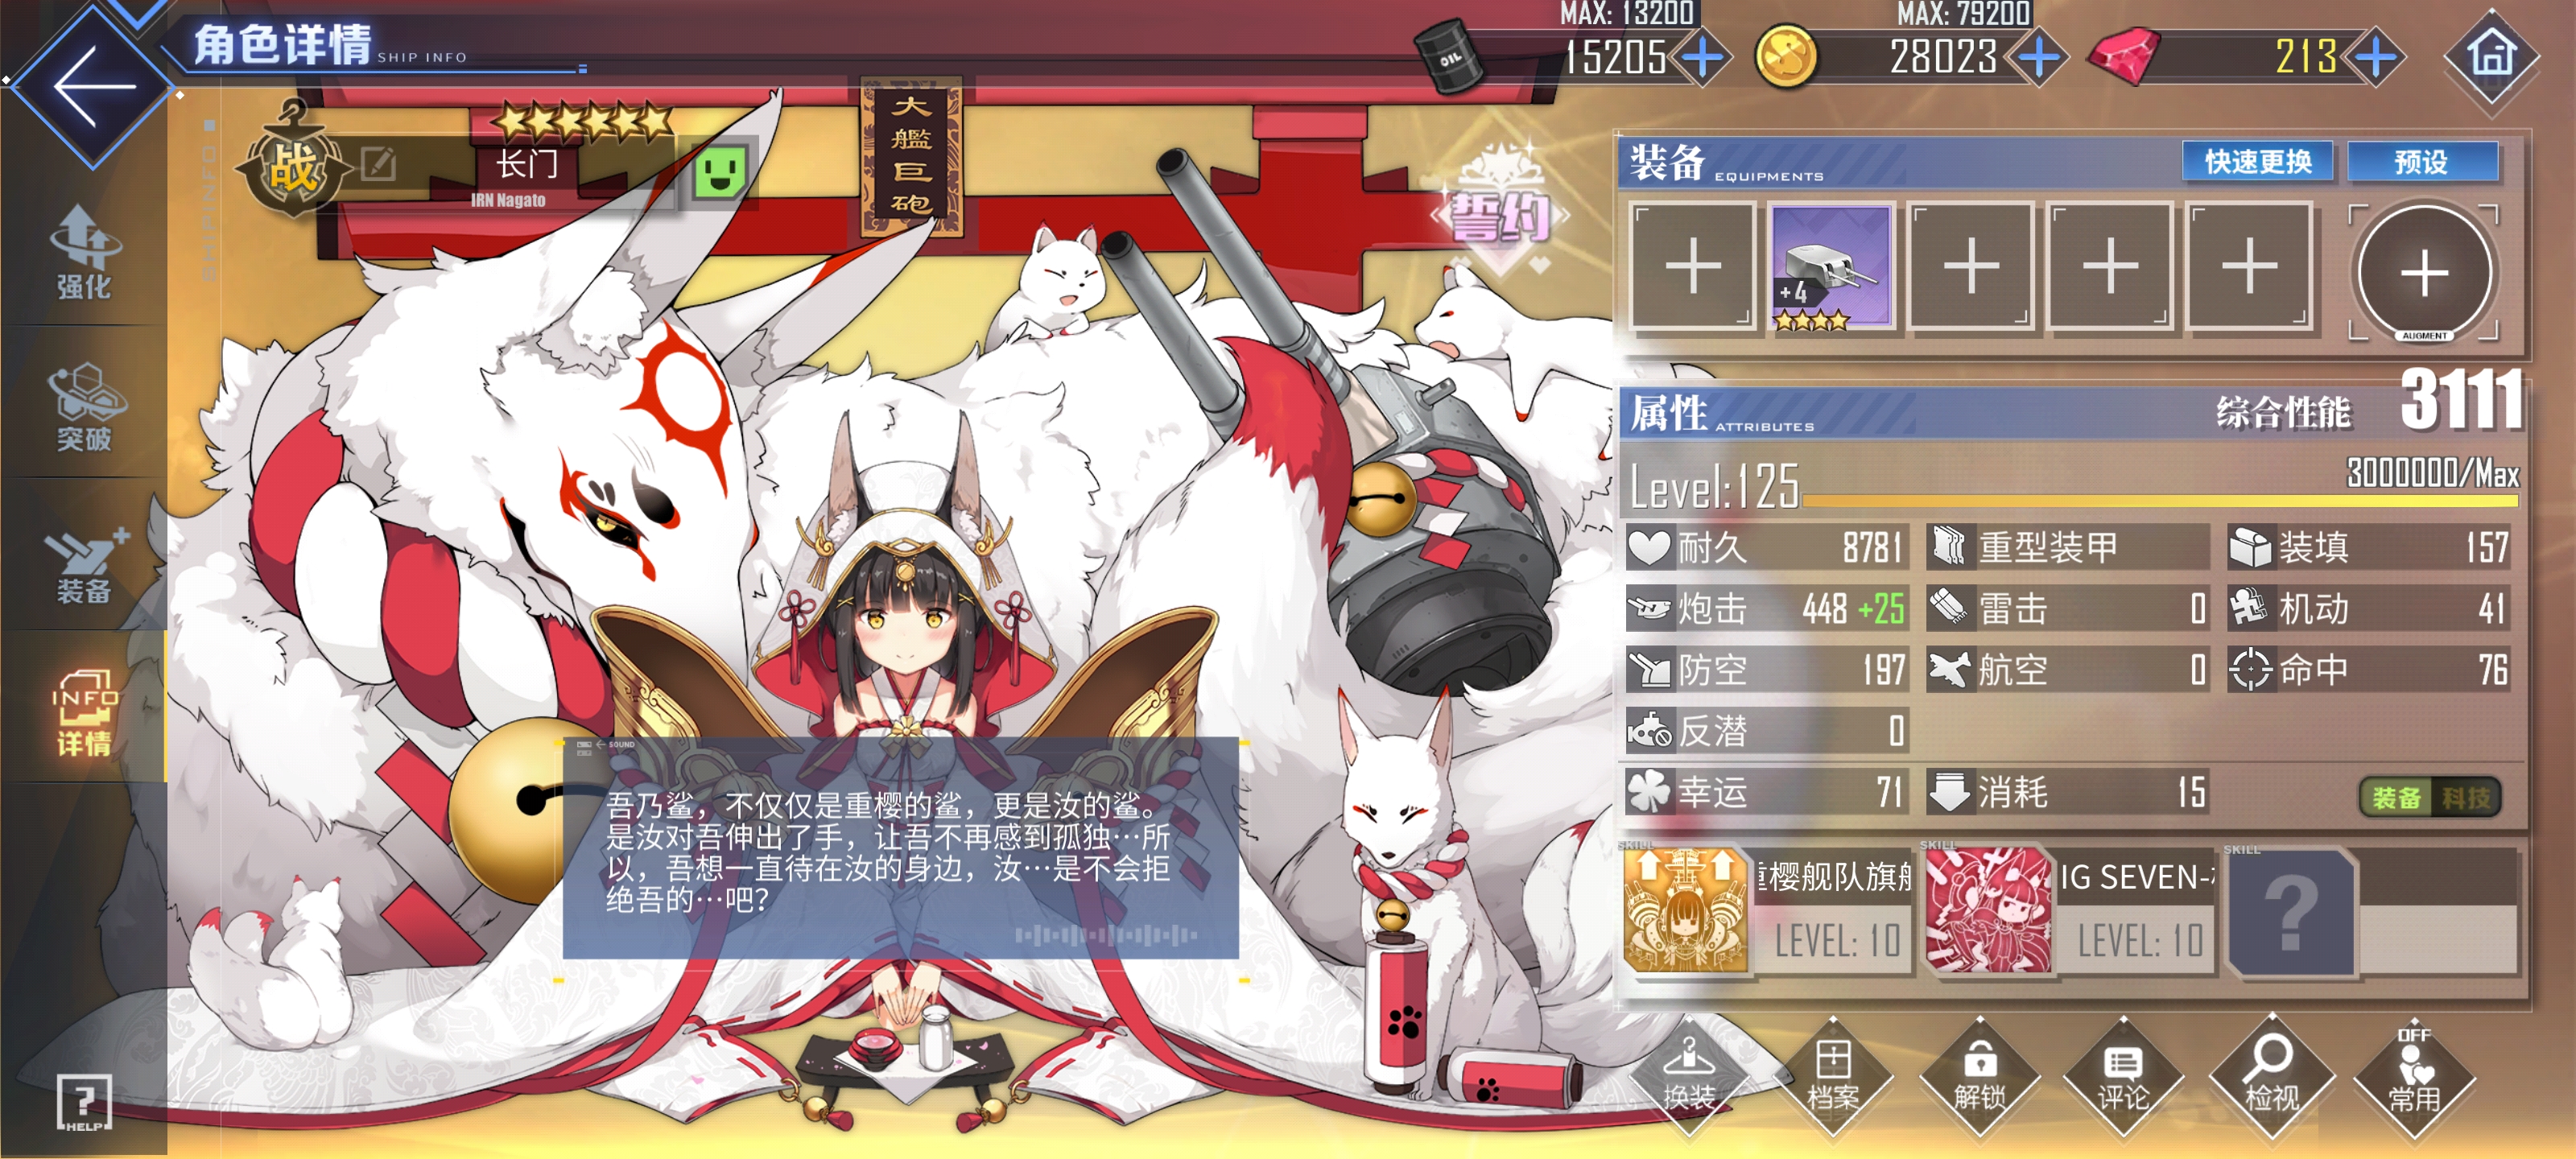 角色详情 SHIP INFO
MAX: 13200
OIL 15205
MAX: 79200
28023
213
SHIP INFO
战
长门
IRN Nagato
大艦巨砲
誓约
强化
突破
装备
INFO
详情
HELP
SOUND
吾乃鲨，不仅仅是重樱的鲨，更是汝的鲨。
是汝对吾伸出了手，让吾不再感到孤独…所
以，吾想一直待在汝的身边，汝…是不会拒
绝吾的…吧？
装备 EQUIPMENTS 快速更换 预设
+4
AUGMENT
属性 ATTRIBUTES 综合性能 3111
Level:125 3000000/Max
耐久 8781 重型装甲 装填 157
炮击 448 +25 雷击 0 机动 41
防空 197 航空 0 命中 76
反潜 0
幸运 71 消耗 15 装备 科技
SKILL 樱舰队旗 LEVEL: 10
SKILL IG SEVEN- LEVEL: 10
SKILL ?
换装 档案 解锁 评论 检视 OFF 常用